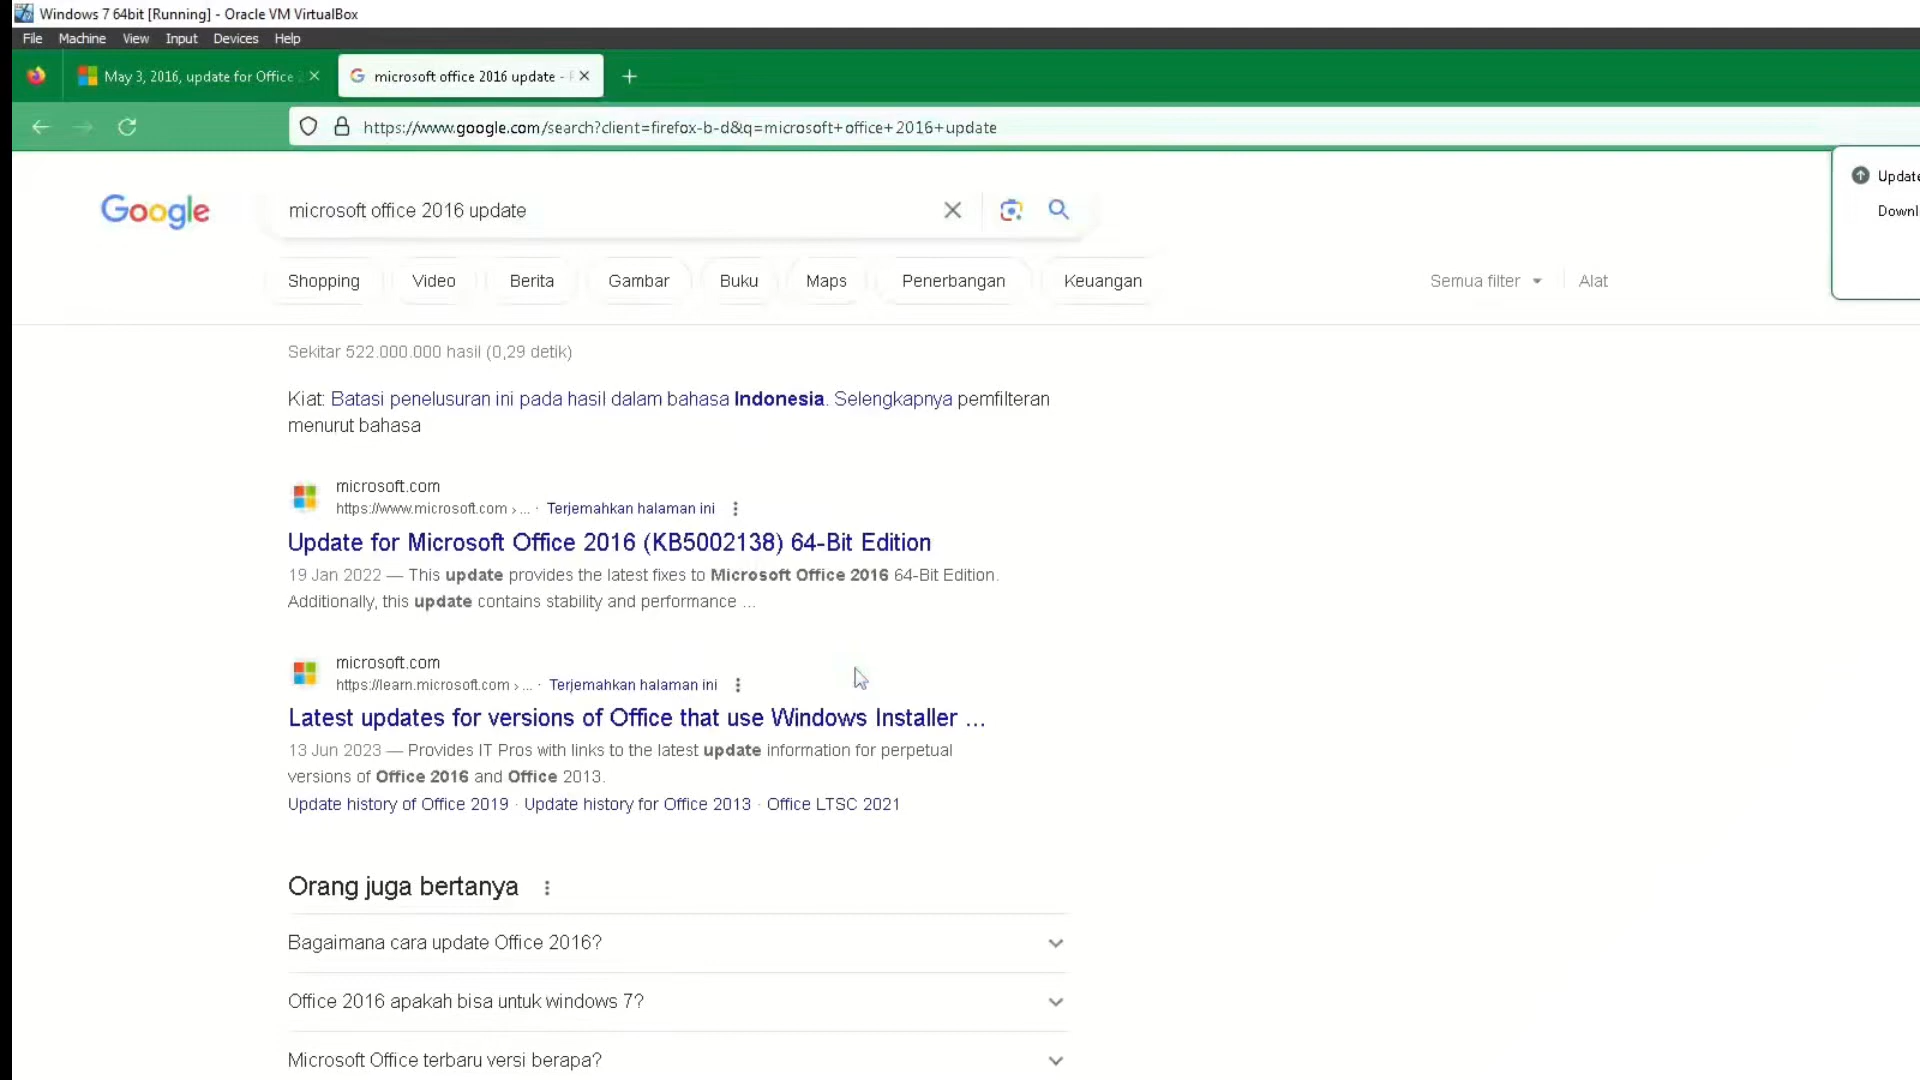 Windows 7 64bit [Running] - Oracle VM VirtualBox
File Machine View Input Devices Help
May 3, 2016, update for Office
microsoft office 2016 update -
https://www.google.com/search?client=firefox-b-d&q=microsoft+office+2016+update
Update
Downl
Google
microsoft office 2016 update
Shopping Video Berita Gambar Buku Maps Penerbangan Keuangan Semua filter Alat
Sekitar 522.000.000 hasil (0,29 detik)
Kiat: Batasi penelusuran ini pada hasil dalam bahasa Indonesia. Selengkapnya pemfilteran
menurut bahasa
microsoft.com
https://www.microsoft.com › ... · Terjemahkan halaman ini
Update for Microsoft Office 2016 (KB5002138) 64-Bit Edition
19 Jan 2022 — This update provides the latest fixes to Microsoft Office 2016 64-Bit Edition.
Additionally, this update contains stability and performance ...
microsoft.com
https://learn.microsoft.com › ... · Terjemahkan halaman ini
Latest updates for versions of Office that use Windows Installer ...
13 Jun 2023 — Provides IT Pros with links to the latest update information for perpetual
versions of Office 2016 and Office 2013.
Update history of Office 2019 · Update history for Office 2013 · Office LTSC 2021
Orang juga bertanya
Bagaimana cara update Office 2016?
Office 2016 apakah bisa untuk windows 7?
Microsoft Office terbaru versi berapa?